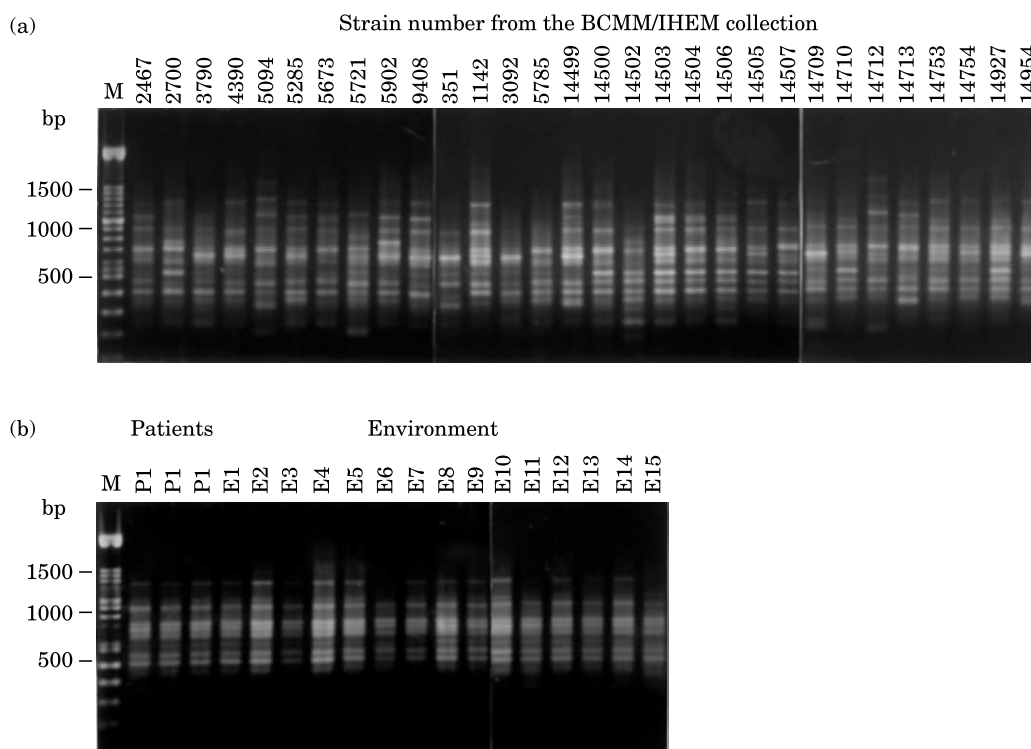 (a)
Strain number from the BCMM/IHEM collection
M 2467 2700 3790 4390 5094 5285 5673 5721 5902 9408 351 1142 3092 5785 14499 14500 14502 14503 14504 14506 14505 14507 14709 14710 14712 14713 14753 14754 14927 14954
bp
1500
1000
500
(b)
Patients Environment
M P1 P1 P1 E1 E2 E3 E4 E5 E6 E7 E8 E9 E10 E11 E12 E13 E14 E15
bp
1500
1000
500